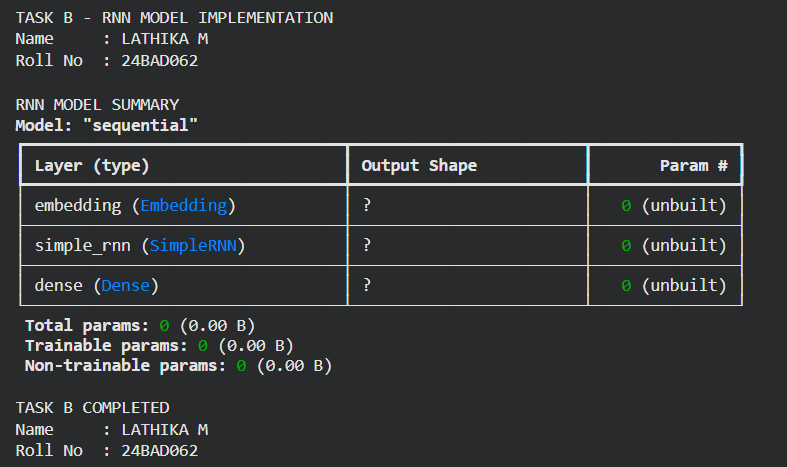 TASK B - RNN MODEL IMPLEMENTATION
Name     : LATHIKA M
Roll No  : 24BAD062
RNN MODEL SUMMARY
Model: "sequential"
Layer (type) Output Shape Param #
embedding (Embedding) ? 0 (unbuilt)
simple_rnn (SimpleRNN) ? 0 (unbuilt)
dense (Dense) ? 0 (unbuilt)
Total params: 0 (0.00 B)
Trainable params: 0 (0.00 B)
Non-trainable params: 0 (0.00 B)
TASK B COMPLETED
Name     : LATHIKA M
Roll No  : 24BAD062